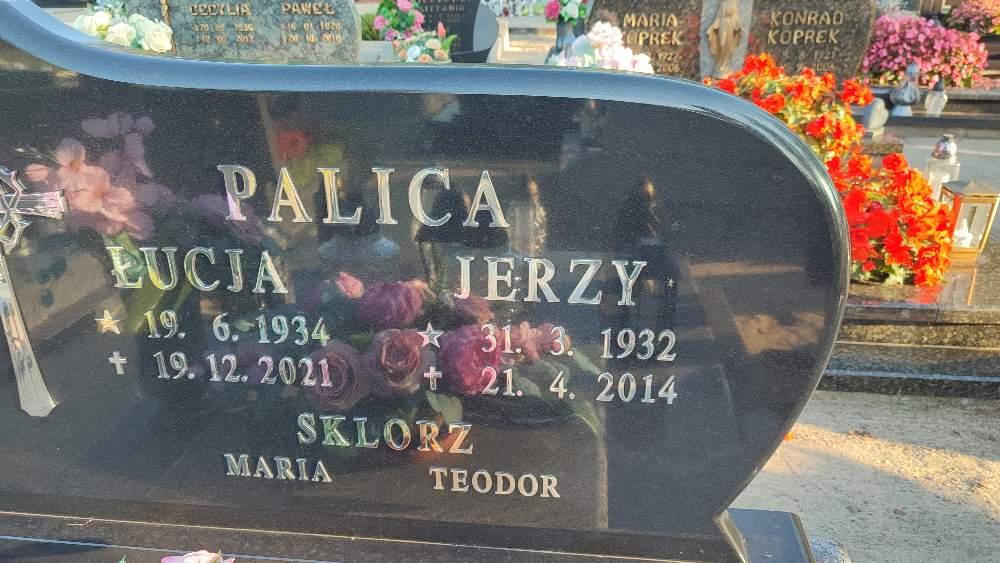 CECYLIA PAWEŁ
MARIA
KOPREK
KONRAD
KOPREK
PALICA
ŁUCJA JERZY
19. 6. 1934 31. 3. 1932
19. 12. 2021 21. 4. 2014
SKLORZ
MARIA TEODOR